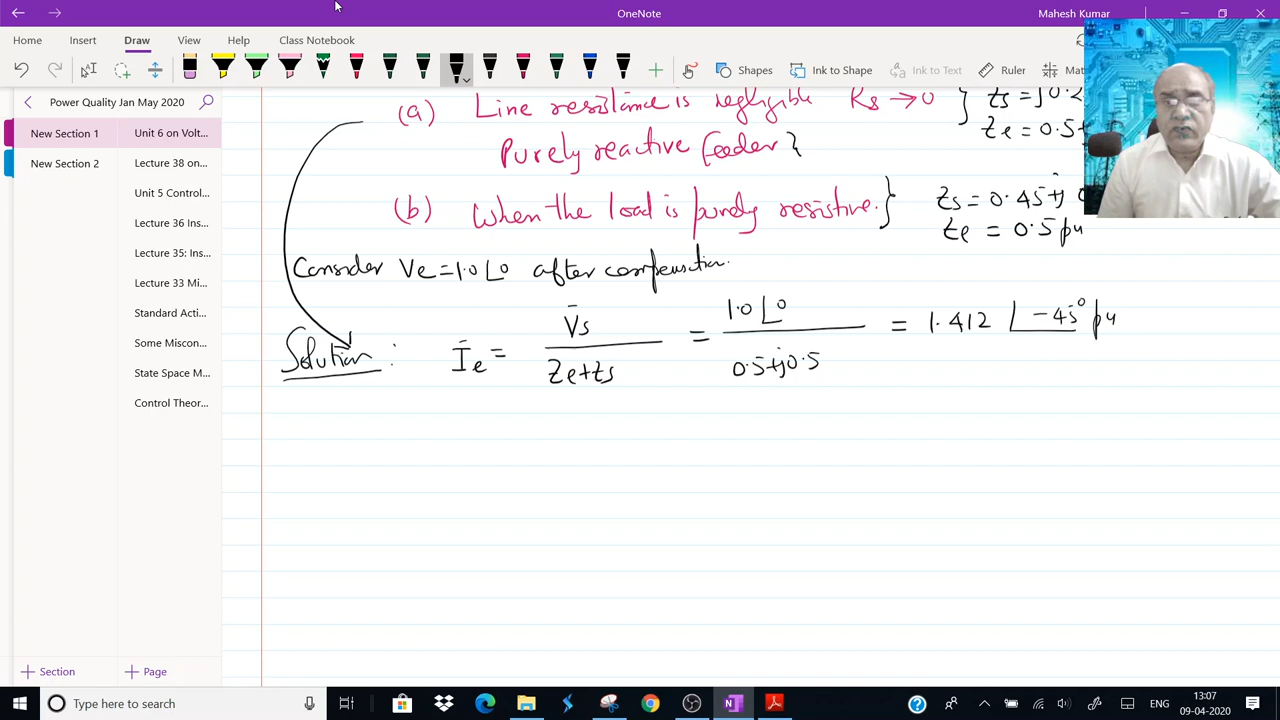 OneNote
Mahesh Kumar
Home Insert Draw View Help Class Notebook
Shapes Ink to Shape Ink to Text Ruler
Power Quality Jan May 2020
New Section 1
New Section 2
Unit 6 on Volt...
Lecture 38 on...
Unit 5 Control...
Lecture 36 Ins...
Lecture 35: Ins...
Lecture 33 Mi...
Standard Acti...
Some Miscon...
State Space M...
Control Theor...
(a) Line resistance is negligible Rs → 0 }
Purely reactive feeder }
(b) When the load is purely resistive. }
Zs = 0.45+j
Ze = 0.5 pu
Consider Ve = 1.0 ∠0 after compensation.
Solution : Īe = V̄s / Ze+Zs = 1.0 ∠0 / 0.5+j0.5 = 1.412 ∠-45° pu
+ Section + Page
Type here to search
ENG
13:07
09-04-2020